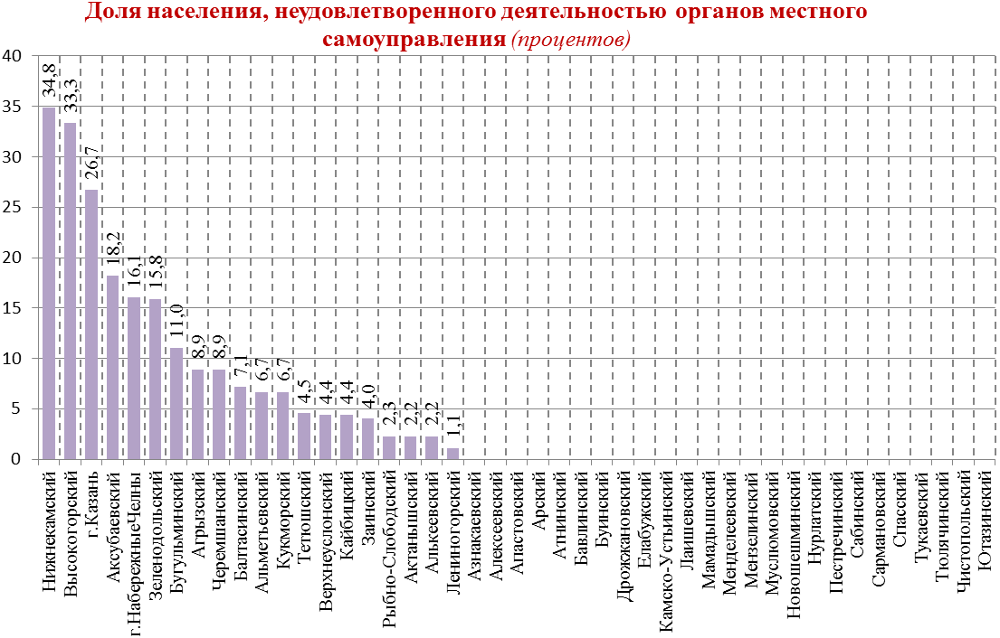 Доля населения, неудовлетворенного деятельностью органов местного
самоуправления (процентов)
40
35
30
25
20
15
10
5
0
34,8
33,3
26,7
18,2
16,1
15,8
11,0
8,9
8,9
7,1
6,7
6,7
4,5
4,4
4,4
4,0
2,3
2,2
2,2
1,1
Нижнекамский
Высокогорский
г.Казань
Аксубаевский
г.НабережныеЧелны
Зеленодольский
Бугульминский
Агрызский
Черемшанский
Балтасинский
Альметьевский
Кукморский
Тетюшский
Верхнеуслонский
Кайбицкий
Заинский
Рыбно-Слободский
Актанышский
Алькеевский
Лениногорский
Азнакаевский
Алексеевский
Апастовский
Арский
Атнинский
Бавлинский
Буинский
Дрожжановский
Елабужский
Камско-Устьинский
Лаишевский
Мамадышский
Менделеевский
Мензелинский
Муслюмовский
Новошешминский
Нурлатский
Пестречинский
Сабинский
Сармановский
Спасский
Тукаевский
Тюлячинский
Чистопольский
Ютазинский